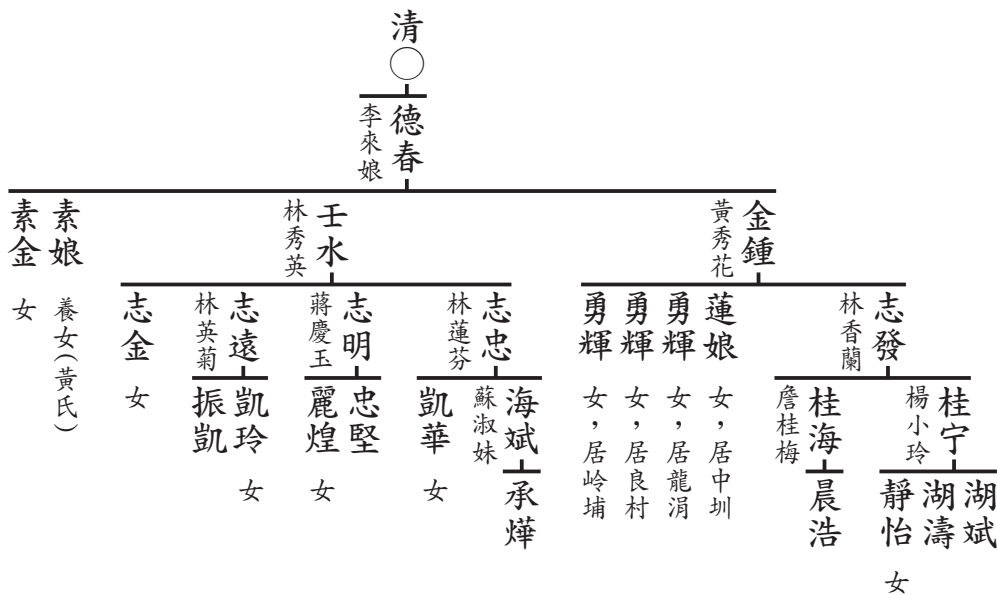 清
德春
李來娘
金鍾
黃秀花
壬水
林秀英
素娘
養女(黃氏)
素金
女
志發
林香蘭
蓮娘
女，居中圳
勇輝
女，居龍涓
勇輝
女，居良村
勇輝
女，居岭埔
志忠
林蓮芬
志明
蔣慶玉
志遠
林英菊
志金
女
桂宁
楊小玲
桂海
詹桂梅
海斌
蘇淑妹
凱華
女
忠堅
麗煌
女
凱玲
女
振凱
湖斌
湖濤
靜怡
女
晨浩
承燁